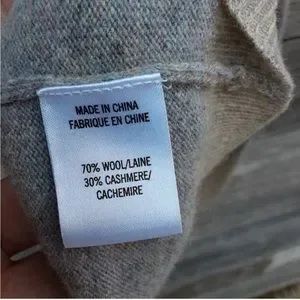 MADE IN CHINA
FABRIQUE EN CHINE
70% WOOL/LAINE
30% CASHMERE/
CACHEMIRE